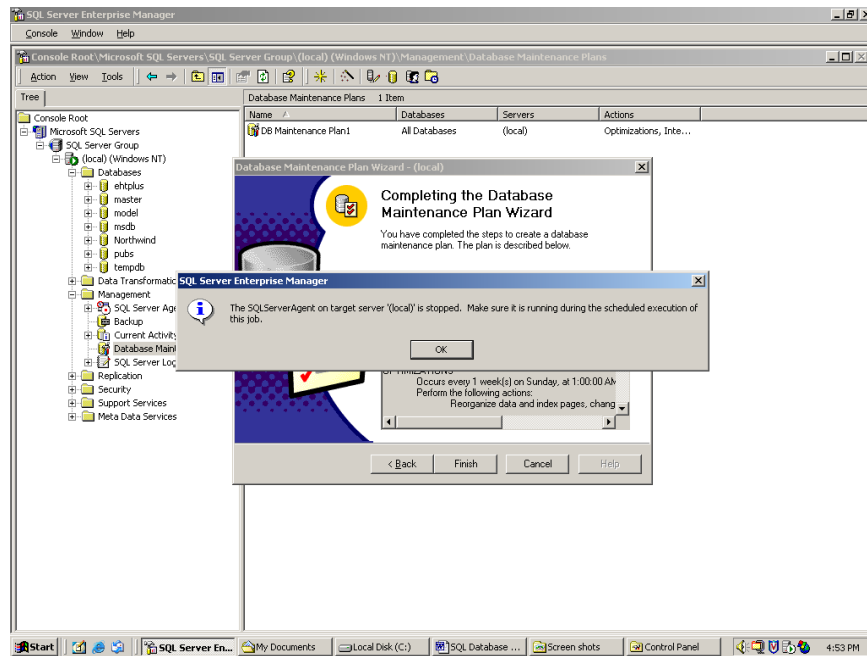 SQL Server Enterprise Manager
Console Window Help
Console Root\Microsoft SQL Servers\SQL Server Group\(local) (Windows NT)\Management\Database Maintenance Plans
Action View Tools
Tree
Database Maintenance Plans 1 Item
Console Root
Microsoft SQL Servers
SQL Server Group
(local) (Windows NT)
Databases
ehtplus
master
model
msdb
Northwind
pubs
tempdb
Data Transformatic
Management
SQL Server Age
Backup
Current Activity
Database Maint
SQL Server Log
Replication
Security
Support Services
Meta Data Services
Name Databases Servers Actions
DB Maintenance Plan1 All Databases (local) Optimizations, Inte...
Database Maintenance Plan Wizard - (local)
Completing the Database
Maintenance Plan Wizard
You have completed the steps to create a database
maintenance plan. The plan is described below.
SQL Server Enterprise Manager
The SQLServerAgent on target server '(local)' is stopped. Make sure it is running during the scheduled execution of
this job.
OK
OPTIMIZATIONS
Occurs every 1 week(s) on Sunday, at 1:00:00 AM
Perform the following actions:
Reorganize data and index pages, chang
< Back Finish Cancel Help
Start SQL Server En... My Documents Local Disk (C:) SQL Database ... Screen shots Control Panel 4:53 PM